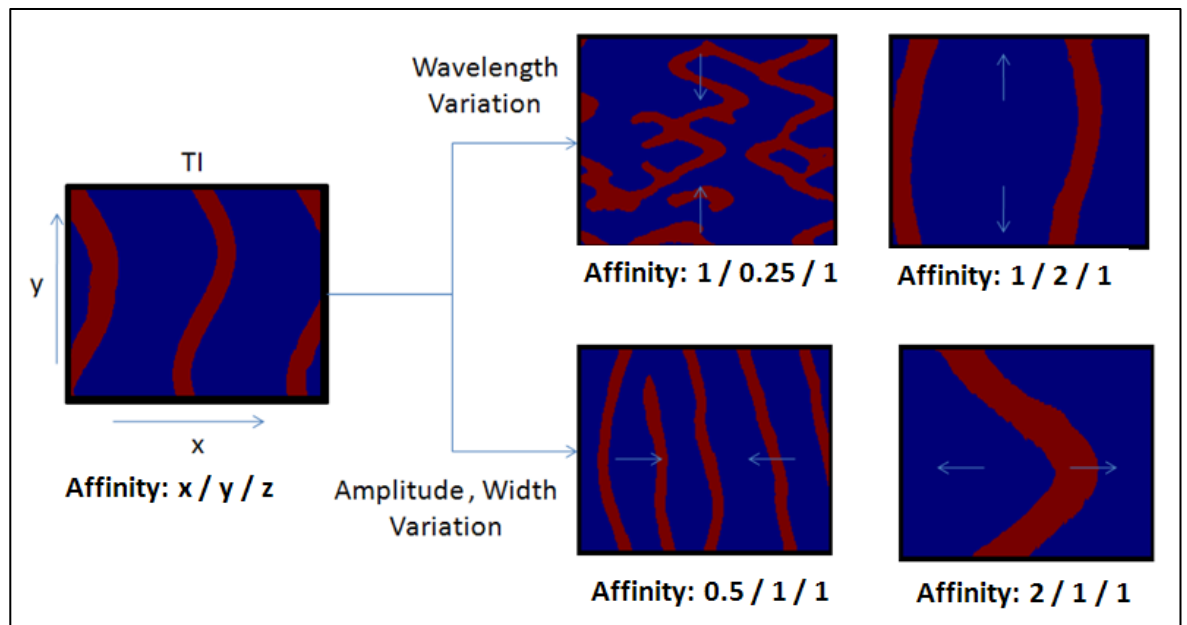 TI
y
x
Affinity: x / y / z
Wavelength
Variation
Affinity: 1 / 0.25 / 1
Affinity: 1 / 2 / 1
Amplitude , Width
Variation
Affinity: 0.5 / 1 / 1
Affinity: 2 / 1 / 1